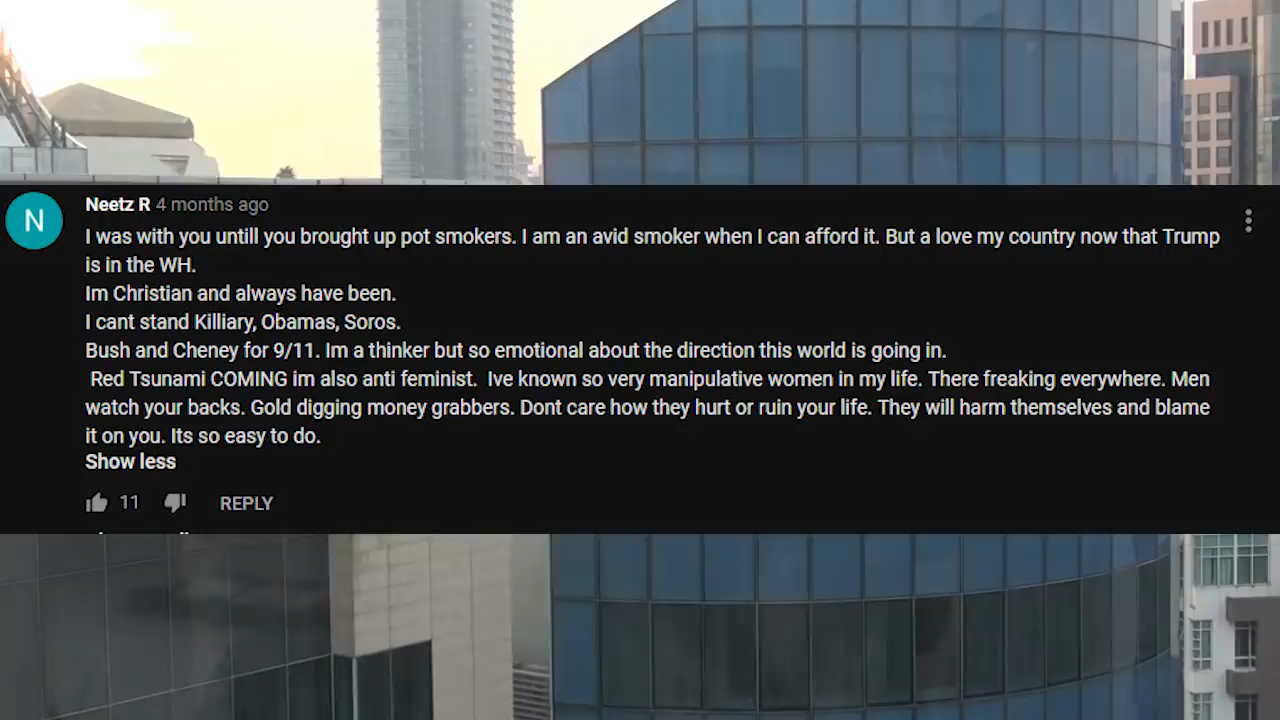 N
Neetz R 4 months ago
I was with you untill you brought up pot smokers. I am an avid smoker when I can afford it. But a love my country now that Trump
is in the WH.
Im Christian and always have been.
I cant stand Killiary, Obamas, Soros.
Bush and Cheney for 9/11. Im a thinker but so emotional about the direction this world is going in.
Red Tsunami COMING im also anti feminist. Ive known so very manipulative women in my life. There freaking everywhere. Men
watch your backs. Gold digging money grabbers. Dont care how they hurt or ruin your life. They will harm themselves and blame
it on you. Its so easy to do.
Show less
11 REPLY